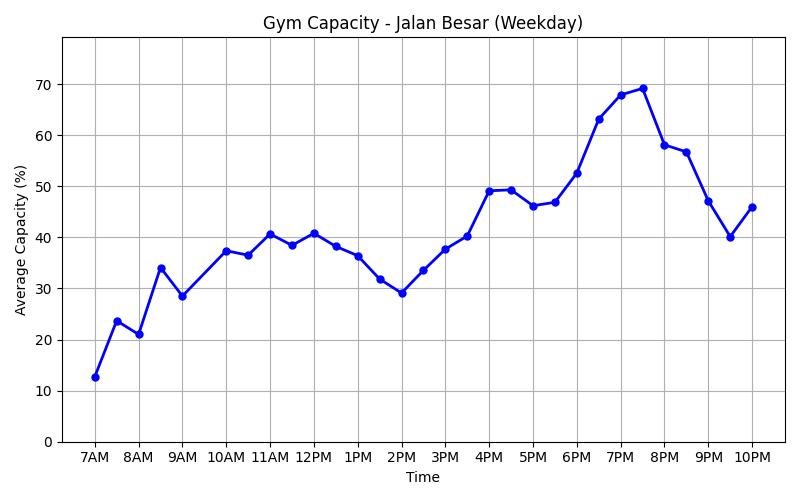 Gym Capacity - Jalan Besar (Weekday)
Average Capacity (%)
70
60
50
40
30
20
10
0
7AM 8AM 9AM 10AM 11AM 12PM 1PM 2PM 3PM 4PM 5PM 6PM 7PM 8PM 9PM 10PM
Time